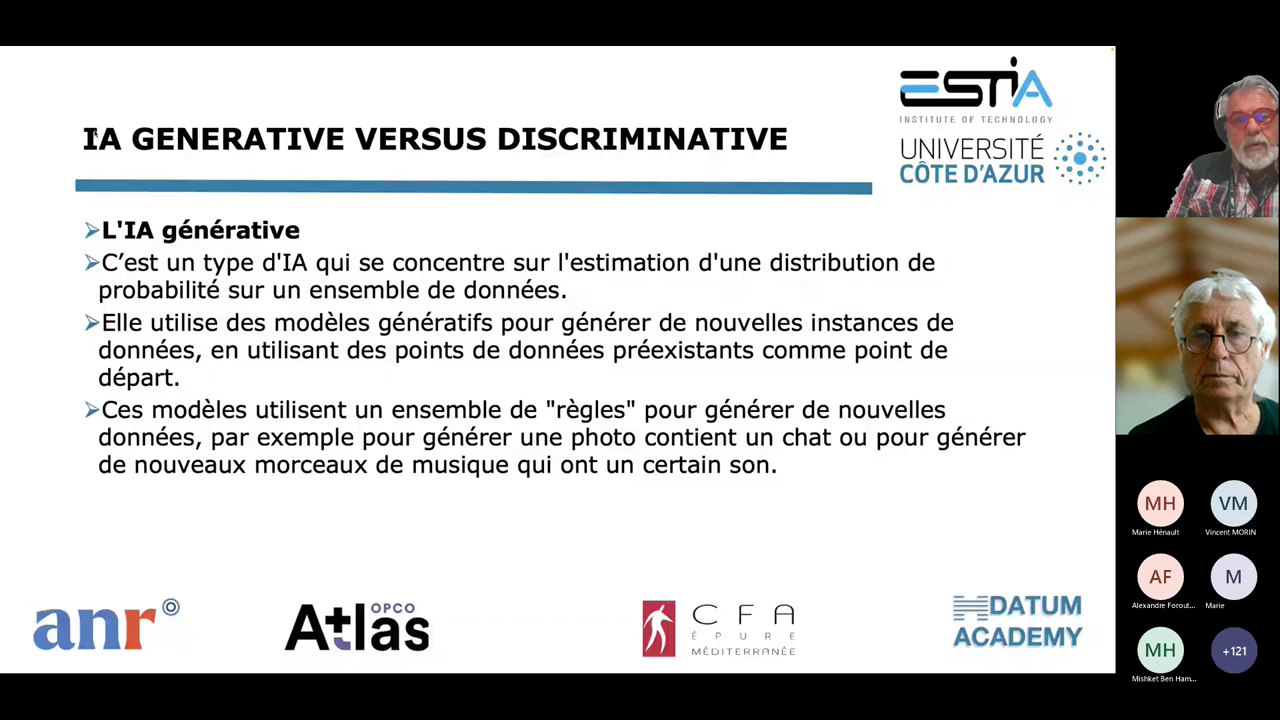 ESTIA
INSTITUTE OF TECHNOLOGY
IA GENERATIVE VERSUS DISCRIMINATIVE
UNIVERSITÉ
CÔTE D'AZUR
L'IA générative
C’est un type d'IA qui se concentre sur l'estimation d'une distribution de
probabilité sur un ensemble de données.
Elle utilise des modèles génératifs pour générer de nouvelles instances de
données, en utilisant des points de données préexistants comme point de
départ.
Ces modèles utilisent un ensemble de "règles" pour générer de nouvelles
données, par exemple pour générer une photo contient un chat ou pour générer
de nouveaux morceaux de musique qui ont un certain son.
anr
OPCO
Atlas
CFA
ÉPURE
MÉDITERRANÉE
DATUM
ACADEMY
MH
Marie Hénault
VM
Vincent MORIN
AF
Alexandre Forout...
M
Marie
MH
Mishket Ben Ham...
+121